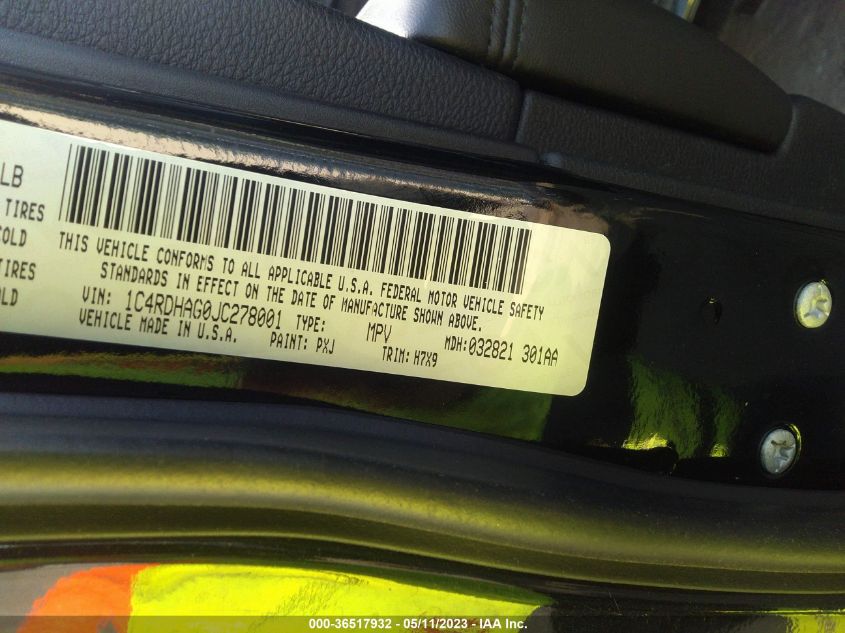 LB
TIRES
COLD
TIRES
OLD
THIS VEHICLE CONFORMS TO ALL APPLICABLE U.S.A. FEDERAL MOTOR VEHICLE SAFETY
STANDARDS IN EFFECT ON THE DATE OF MANUFACTURE SHOWN ABOVE.
VIN: 1C4RDHAG0JC278001 TYPE: MPV MDH:032821 301AA
VEHICLE MADE IN U.S.A. PAINT: PXJ TRIM: H7X9
000-36517932 / 05/11/2023 - IAA Inc.